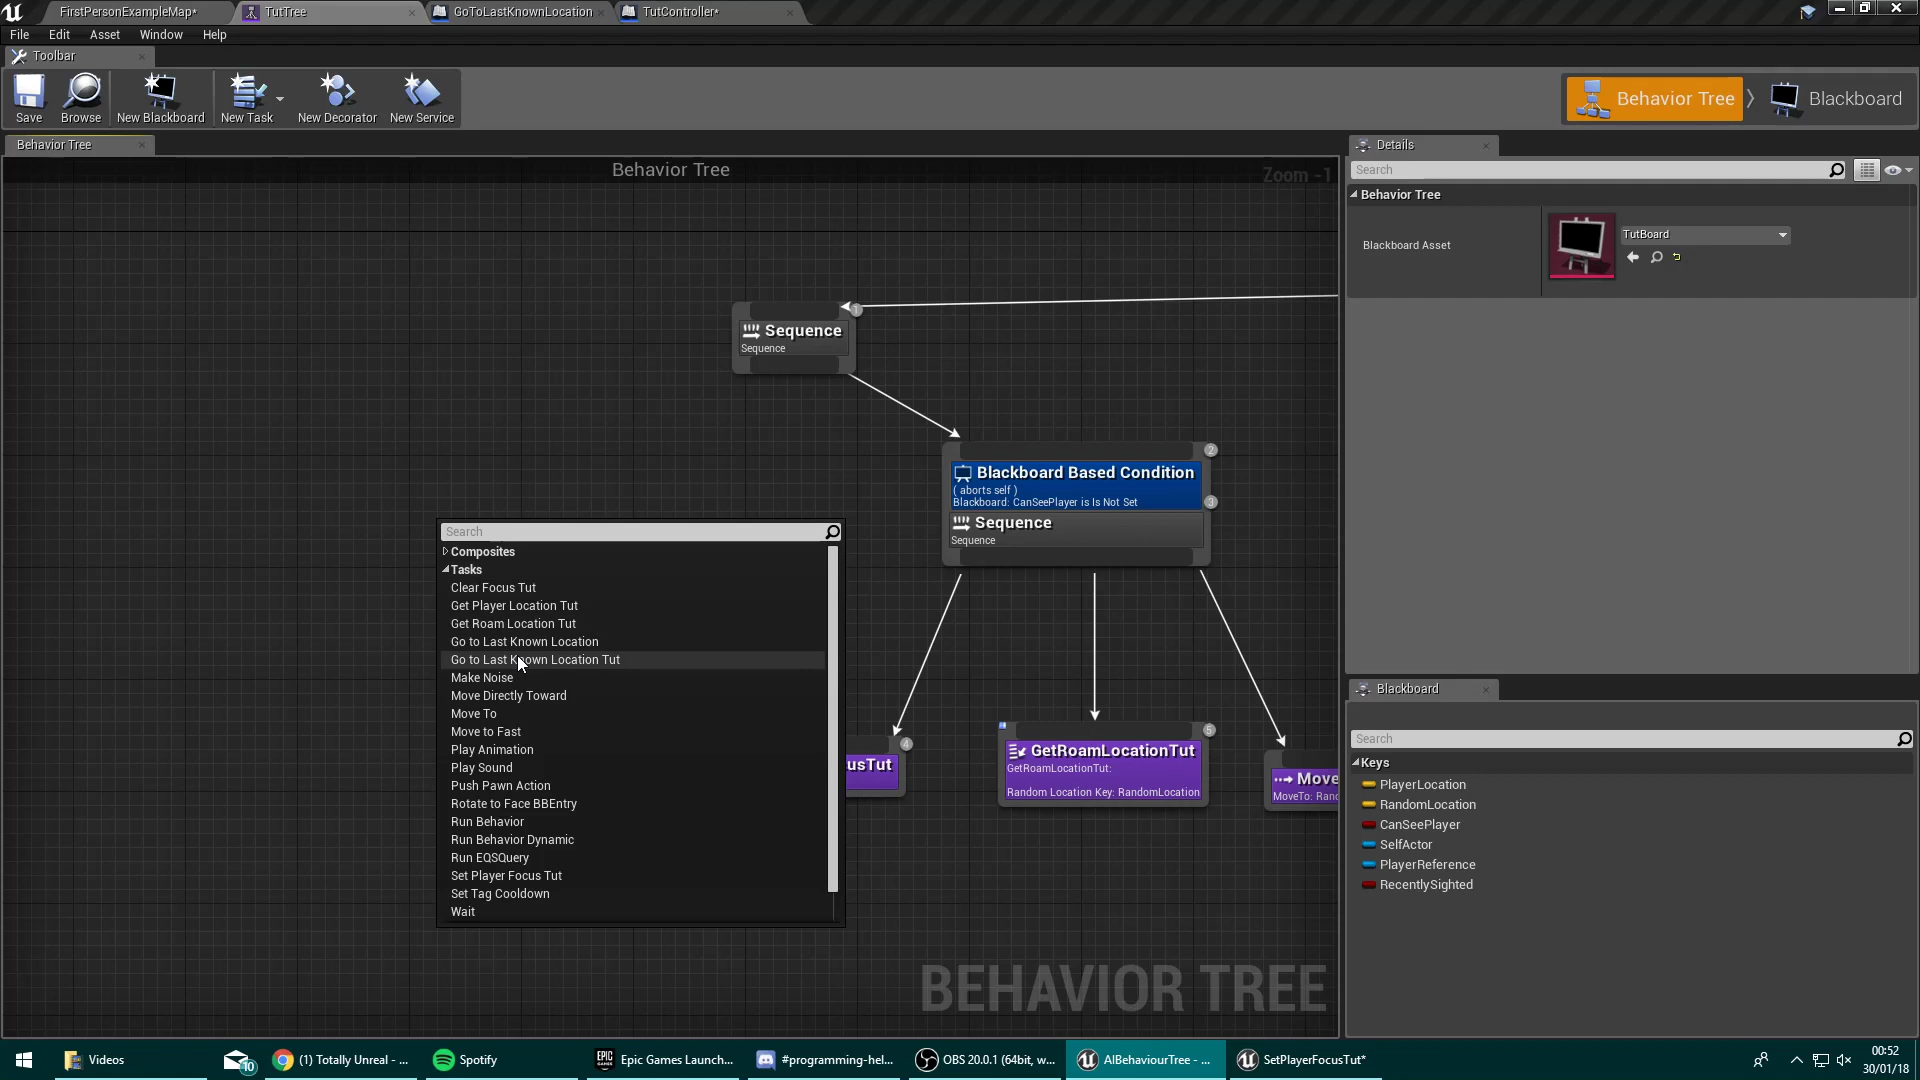 FirstPersonExampleMap*
TutTree
GoToLastKnownLocation
TutController*
File Edit Asset Window Help
Toolbar
Save
Browse
New Blackboard
New Task
New Decorator
New Service
Behavior Tree
Blackboard
Behavior Tree
Behavior Tree
Zoom -1
Sequence
Sequence
1
2
Blackboard Based Condition
( aborts self )
Blackboard: CanSeePlayer is Is Not Set
3
Sequence
Sequence
Search
Composites
Tasks
Clear Focus Tut
Get Player Location Tut
Get Roam Location Tut
Go to Last Known Location
Go to Last Known Location Tut
Make Noise
Move Directly Toward
Move To
Move to Fast
Play Animation
Play Sound
Push Pawn Action
Rotate to Face BBEntry
Run Behavior
Run Behavior Dynamic
Run EQSQuery
Set Player Focus Tut
Set Tag Cooldown
Wait
4
usTut
5
GetRoamLocationTut
GetRoamLocationTut:
Random Location Key: RandomLocation
Move
MoveTo: Rand
BEHAVIOR TREE
Details
Search
Behavior Tree
Blackboard Asset
TutBoard
Blackboard
Search
Keys
PlayerLocation
RandomLocation
CanSeePlayer
SelfActor
PlayerReference
RecentlySighted
Videos
10
(1) Totally Unreal - ...
Spotify
Epic Games Launch...
#programming-hel...
OBS 20.0.1 (64bit, w...
AIBehaviourTree - ...
SetPlayerFocusTut*
00:52
30/01/18